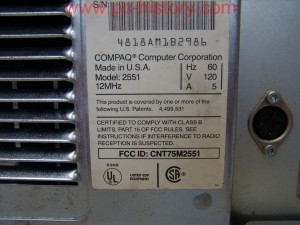 www.pc-history.com
S/N:
4818AM1B2986
COMPAQ® Computer Corporation
Made in U.S.A. Hz 60
Model: 2551 V 120
12MHz A 5
This product is covered by one or more of the following
U.S. Patents. 4,499,531
CERTIFIED TO COMPLY WITH CLASS B
LIMITS, PART 15 OF FCC RULES. SEE
INSTRUCTIONS IF INTERFERENCE TO RADIO
RECEPTION IS SUSPECTED.
FCC ID: CNT75M2551
UL LISTED